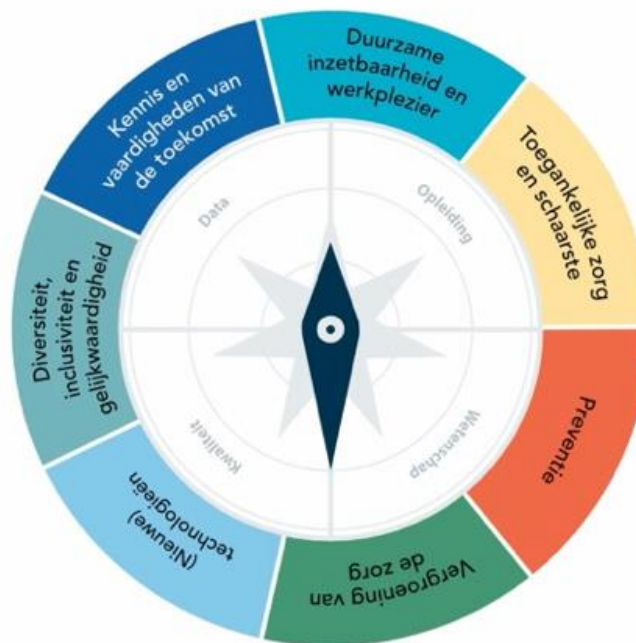 Duurzame
inzetbaarheid en
werkplezier
Toegankelijke zorg
en schaarste
Preventie
Vergroening van
de zorg
(Nieuwe)
technologieën
Diversiteit,
inclusiviteit en
gelijkwaardigheid
Kennis en
vaardigheden van
de toekomst
Data
Opleiding
Wetenschap
Kwaliteit